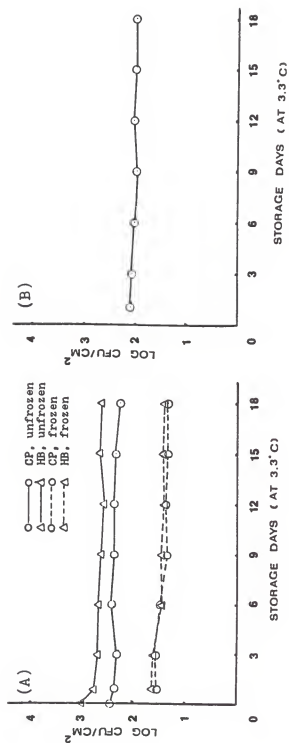 (A)
CP, unfrozen
HB, unfrozen
CP, frozen
HB, frozen
LOG CFU/CM²
4
3
2
1
0
3
6
9
12
15
18
STORAGE DAYS (AT 3.3°C)
(B)
LOG CFU/CM²
4
3
2
1
0
3
6
9
12
15
18
STORAGE DAYS (AT 3.3°C)